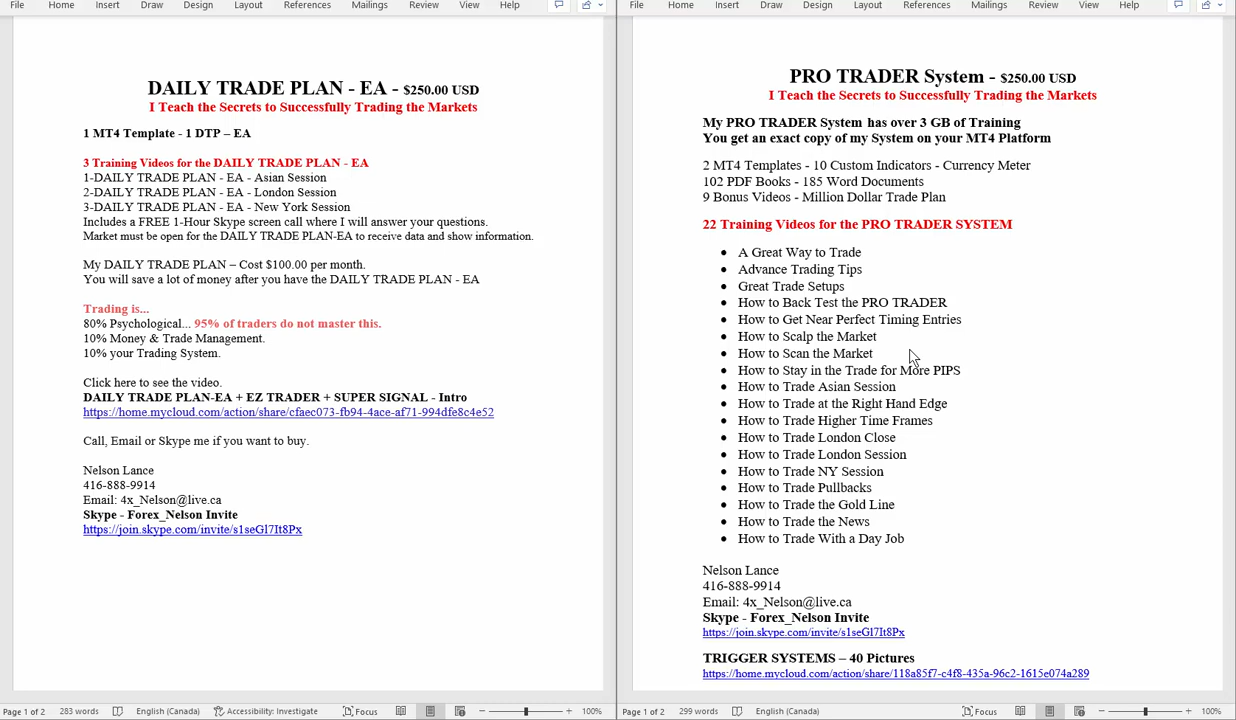 File Home Insert Draw Design Layout References Mailings Review View Help
DAILY TRADE PLAN - EA - $250.00 USD
I Teach the Secrets to Successfully Trading the Markets
1 MT4 Template - 1 DTP – EA
3 Training Videos for the DAILY TRADE PLAN - EA
1-DAILY TRADE PLAN - EA - Asian Session
2-DAILY TRADE PLAN - EA - London Session
3-DAILY TRADE PLAN - EA - New York Session
Includes a FREE 1-Hour Skype screen call where I will answer your questions.
Market must be open for the DAILY TRADE PLAN-EA to receive data and show information.
My DAILY TRADE PLAN – Cost $100.00 per month.
You will save a lot of money after you have the DAILY TRADE PLAN - EA
Trading is...
80% Psychological... 95% of traders do not master this.
10% Money & Trade Management.
10% your Trading System.
Click here to see the video.
DAILY TRADE PLAN-EA + EZ TRADER + SUPER SIGNAL - Intro
https://home.mycloud.com/action/share/cfaec073-fb94-4ace-af71-994dfe8c4e52
Call, Email or Skype me if you want to buy.
Nelson Lance
416-888-9914
Email: 4x_Nelson@live.ca
Skype - Forex_Nelson Invite
https://join.skype.com/invite/s1seGl7It8Px
Page 1 of 2 283 words English (Canada) Accessibility: Investigate Focus 100%
File Home Insert Draw Design Layout References Mailings Review View Help
PRO TRADER System - $250.00 USD
I Teach the Secrets to Successfully Trading the Markets
My PRO TRADER System has over 3 GB of Training
You get an exact copy of my System on your MT4 Platform
2 MT4 Templates - 10 Custom Indicators - Currency Meter
102 PDF Books - 185 Word Documents
9 Bonus Videos - Million Dollar Trade Plan
22 Training Videos for the PRO TRADER SYSTEM
• A Great Way to Trade
• Advance Trading Tips
• Great Trade Setups
• How to Back Test the PRO TRADER
• How to Get Near Perfect Timing Entries
• How to Scalp the Market
• How to Scan the Market
• How to Stay in the Trade for More PIPS
• How to Trade Asian Session
• How to Trade at the Right Hand Edge
• How to Trade Higher Time Frames
• How to Trade London Close
• How to Trade London Session
• How to Trade NY Session
• How to Trade Pullbacks
• How to Trade the Gold Line
• How to Trade the News
• How to Trade With a Day Job
Nelson Lance
416-888-9914
Email: 4x_Nelson@live.ca
Skype - Forex_Nelson Invite
https://join.skype.com/invite/s1seGl7It8Px
TRIGGER SYSTEMS – 40 Pictures
https://home.mycloud.com/action/share/118a85f7-c4f8-435a-96c2-1615e074a289
Page 1 of 2 299 words English (Canada) Focus 100%